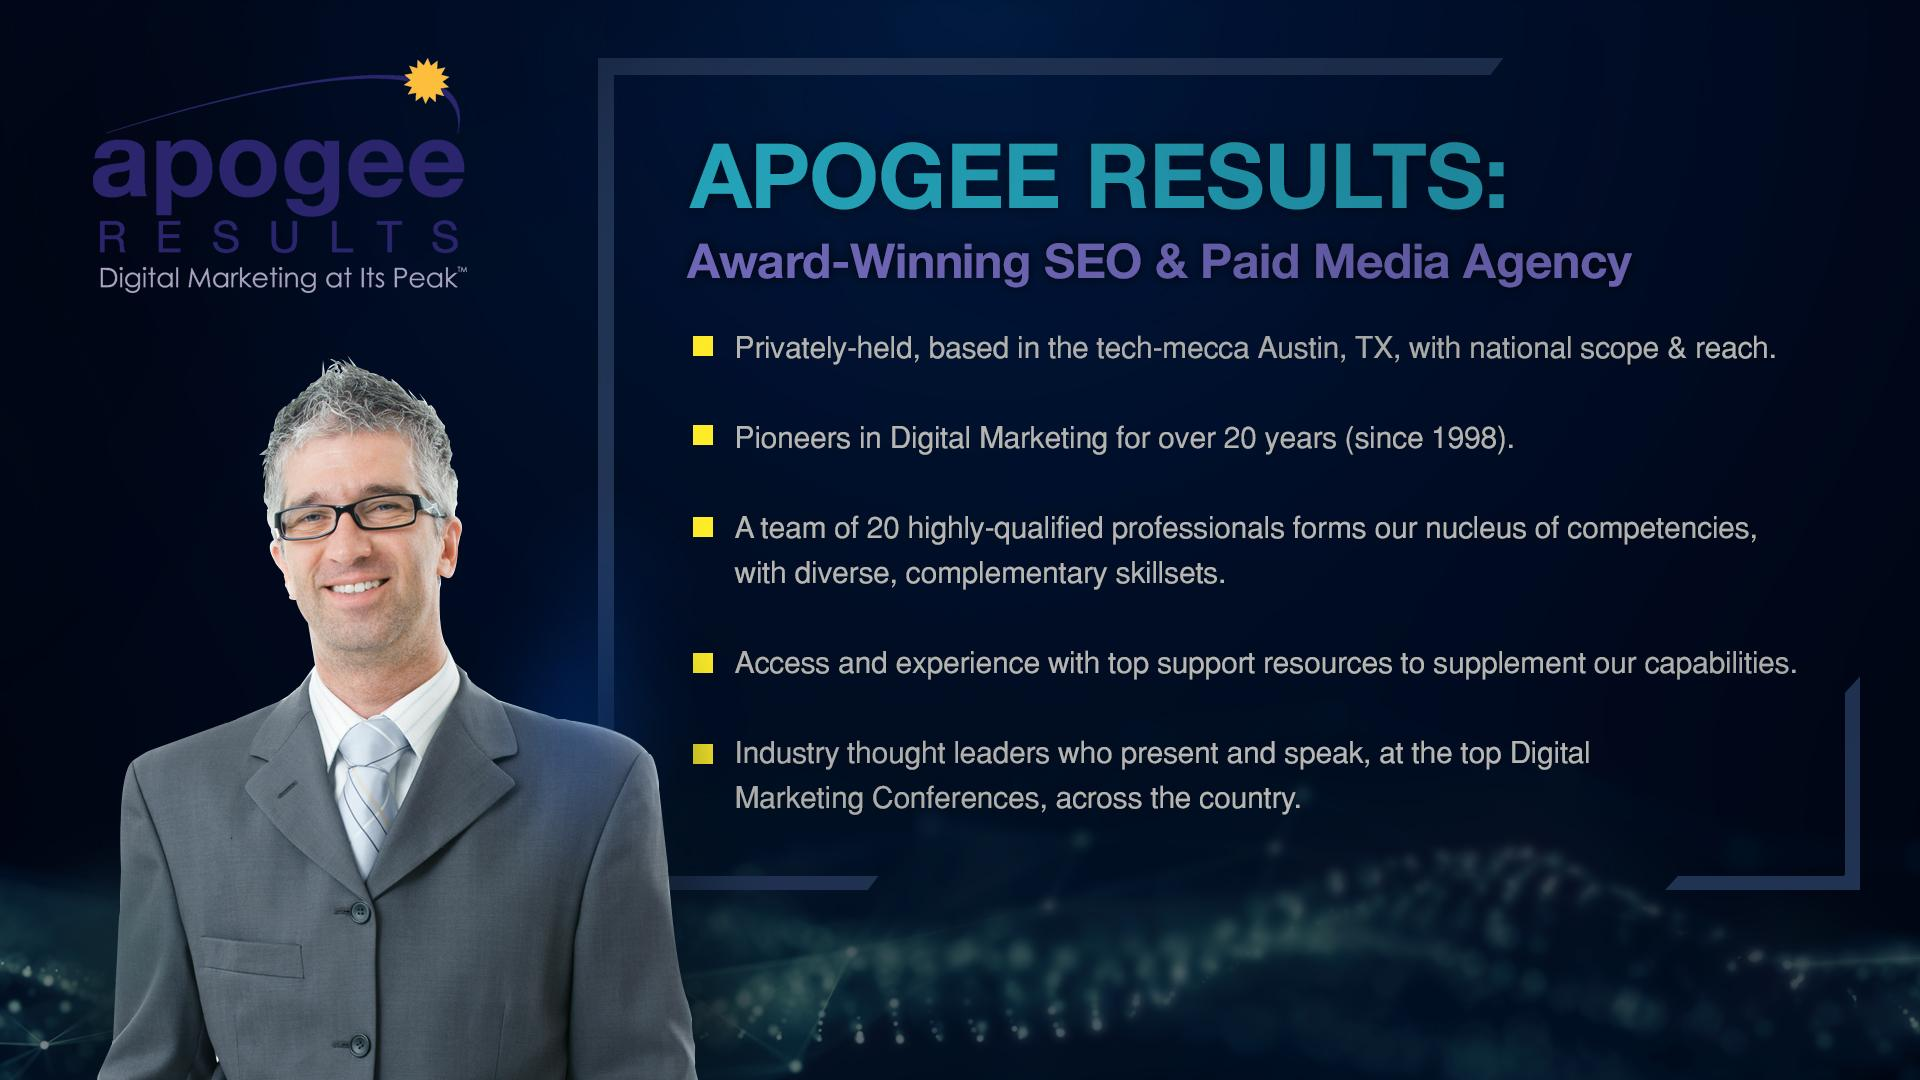 apogee
RESULTS
Digital Marketing at Its Peak™
APOGEE RESULTS:
Award-Winning SEO & Paid Media Agency
Privately-held, based in the tech-mecca Austin, TX, with national scope & reach.
Pioneers in Digital Marketing for over 20 years (since 1998).
A team of 20 highly-qualified professionals forms our nucleus of competencies,
with diverse, complementary skillsets.
Access and experience with top support resources to supplement our capabilities.
Industry thought leaders who present and speak, at the top Digital
Marketing Conferences, across the country.